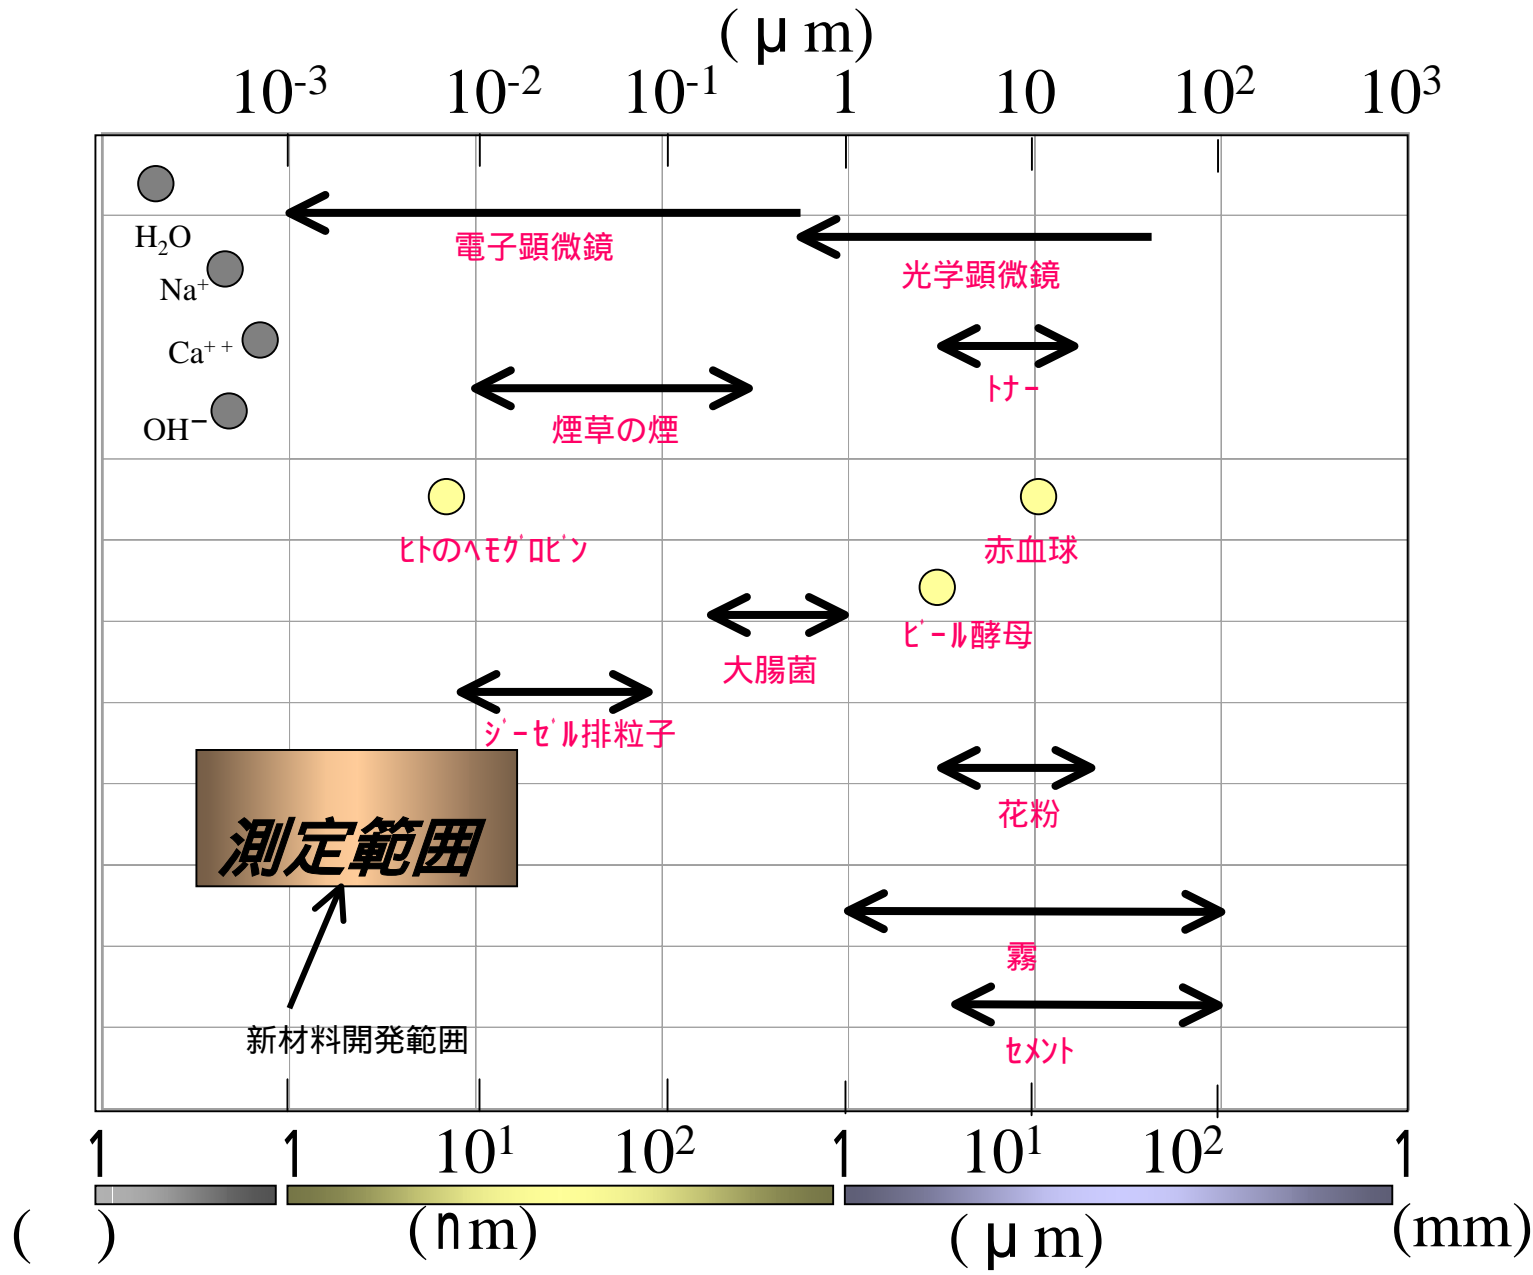 (μm)
10⁻³ 10⁻² 10⁻¹ 1 10 10² 10³
H₂O
電子顕微鏡
光学顕微鏡
Na⁺
Ca⁺⁺
ﾄﾅｰ
OH⁻
煙草の煙
ﾋﾄのﾍﾓｸﾞﾛﾋﾞﾝ
赤血球
ﾋﾞｰﾙ酵母
大腸菌
ｼﾞｰｾﾞﾙ排粒子
花粉
測定範囲
霧
新材料開発範囲
ｾﾒﾝﾄ
1 1 10¹ 10² 1 10¹ 10² 1
( ) (nm) (μm) (mm)